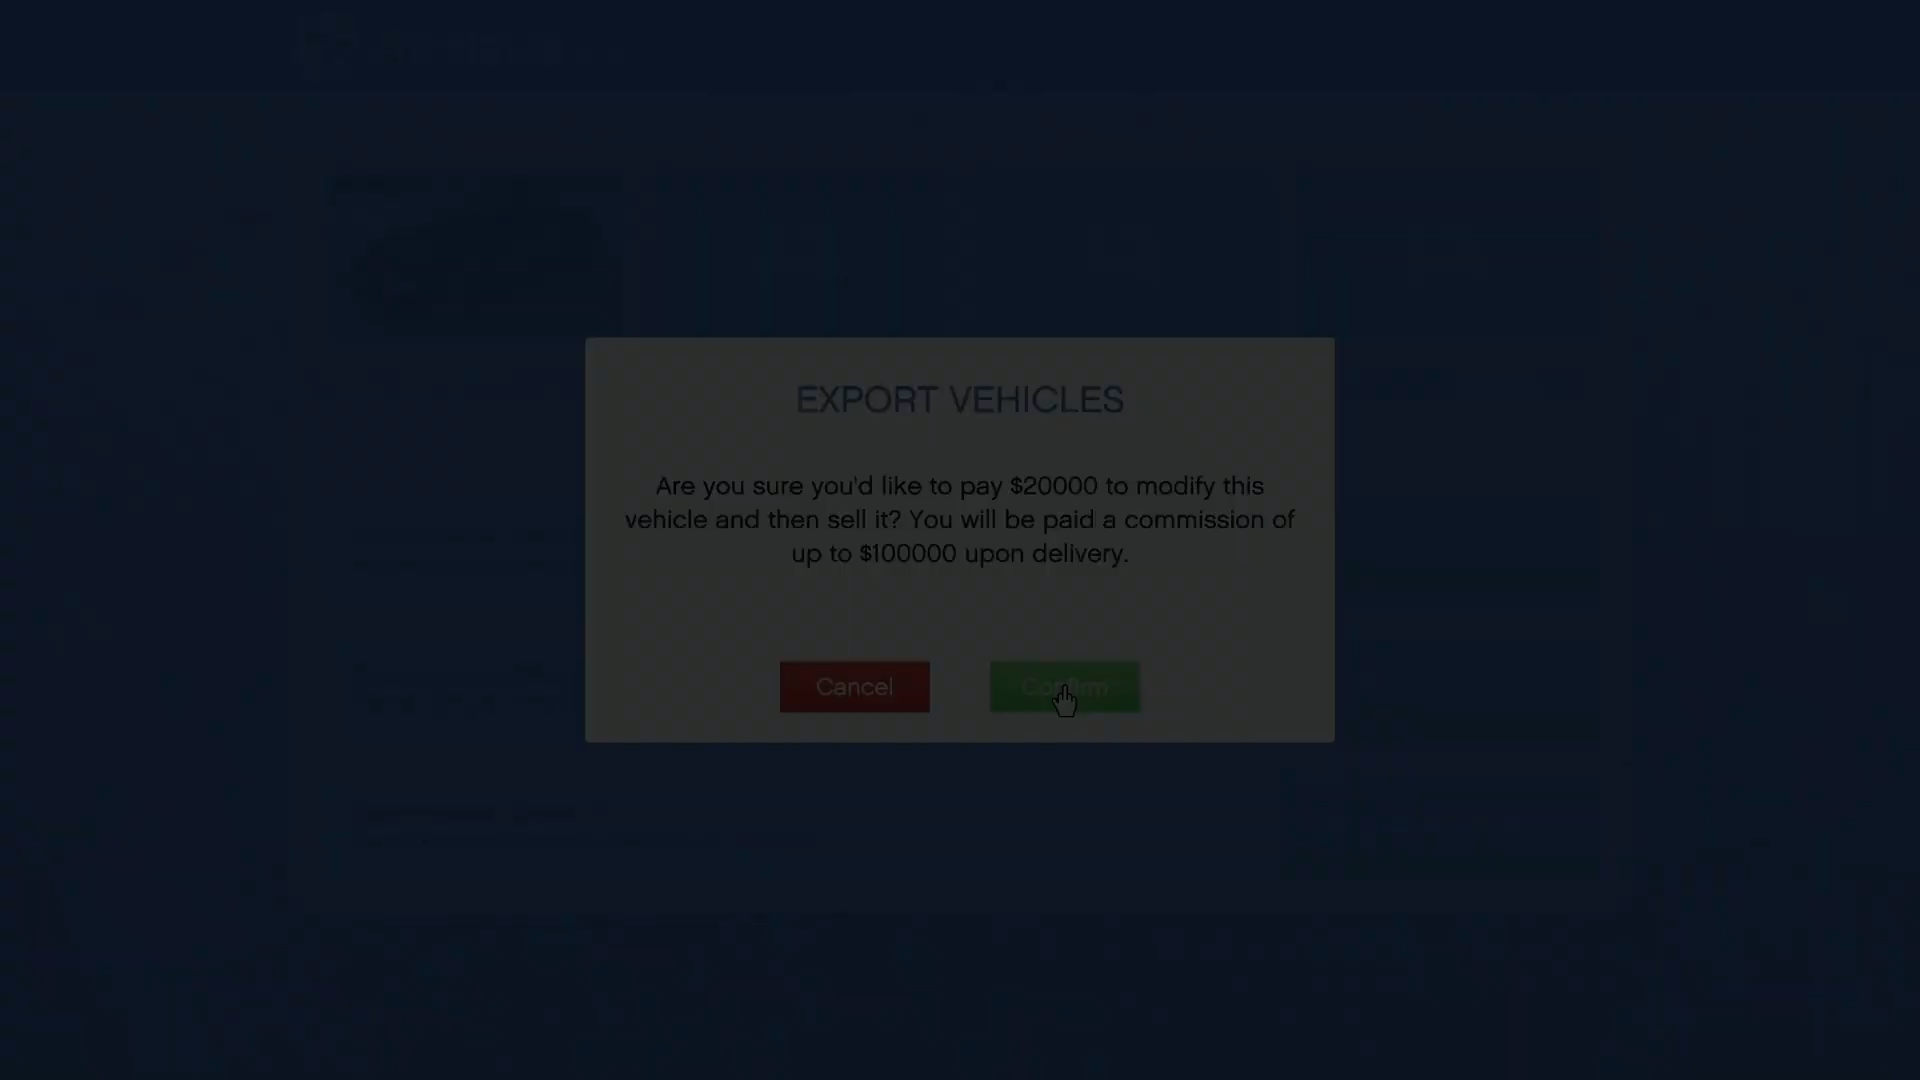 EXPORT VEHICLES
Are you sure you'd like to pay $20000 to modify this
vehicle and then sell it? You will be paid a commission of
up to $100000 upon delivery.
Cancel
Confirm